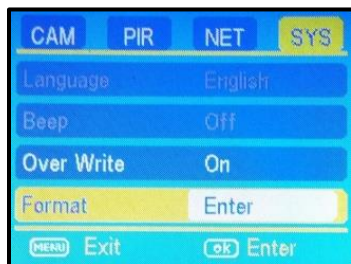 CAM PIR NET SYS
Language English
Beep Off
Over Write On
Format Enter
MENU Exit ok Enter